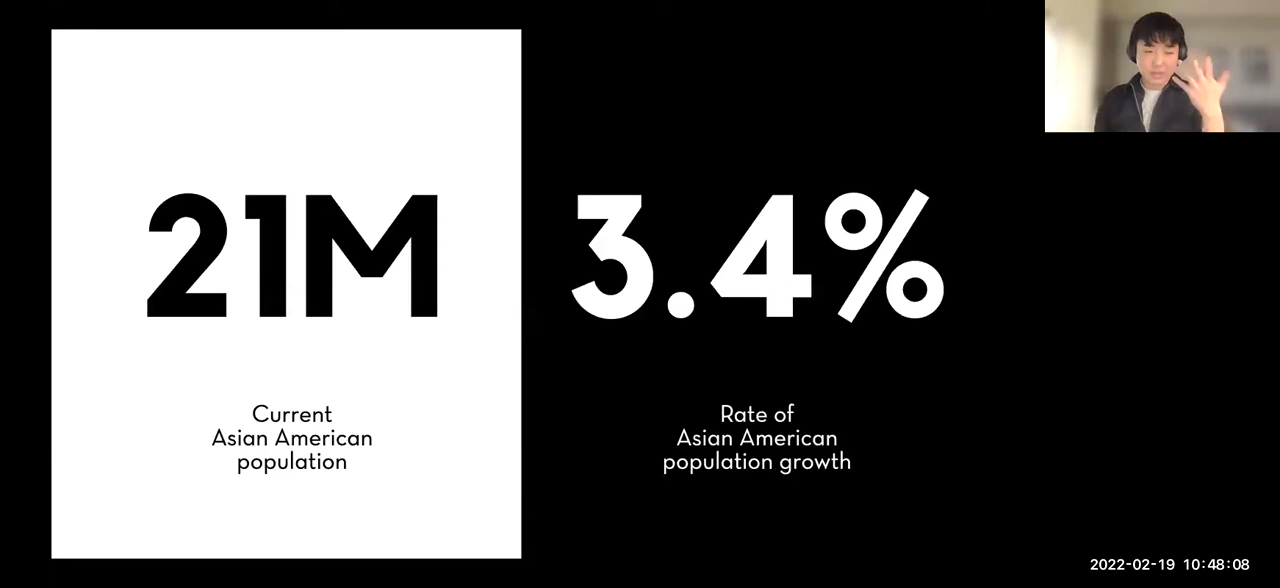 21M
Current
Asian American
population
3.4%
Rate of
Asian American
population growth
2022-02-19 10:48:08